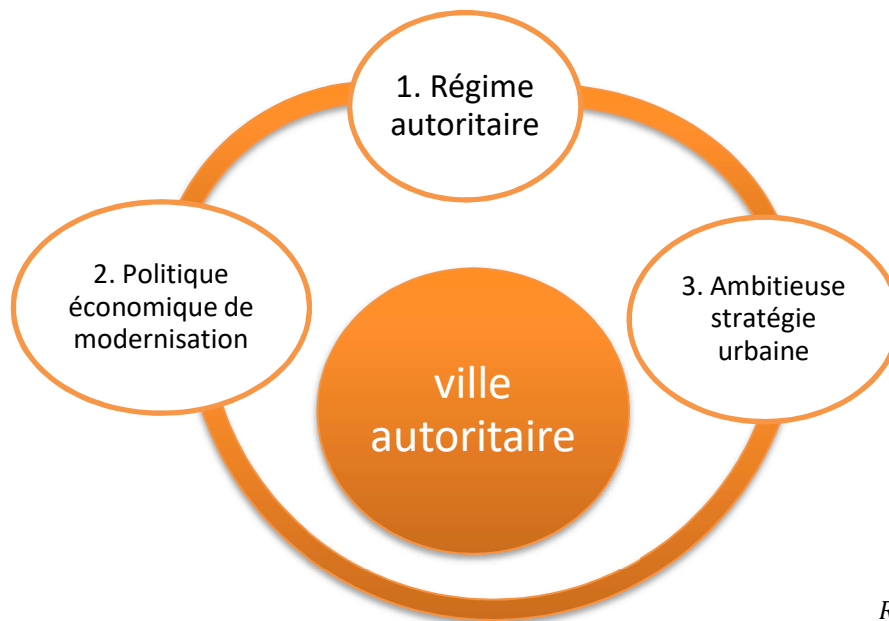 1. Régime
autoritaire
2. Politique
économique de
modernisation
3. Ambitieuse
stratégie
urbaine
ville
autoritaire